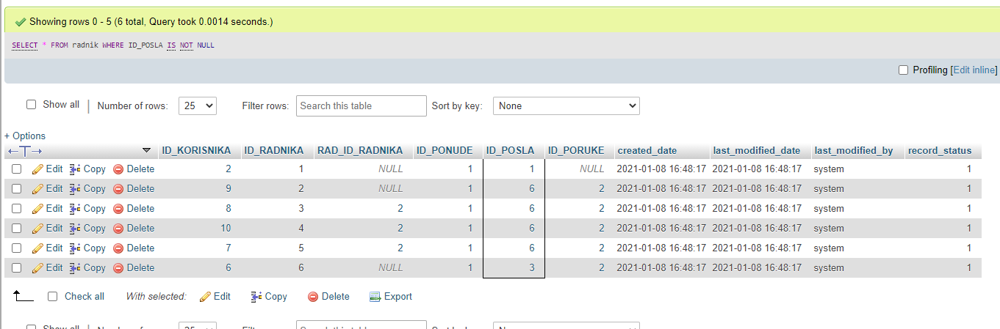 Showing rows 0 - 5 (6 total, Query took 0.0014 seconds.)
SELECT * FROM radnik WHERE ID_POSLA IS NOT NULL
Profiling [Edit inline]
Show all | Number of rows: 25 Filter rows: Search this table Sort by key: None
+ Options
ID_KORISNIKA ID_RADNIKA RAD_ID_RADNIKA ID_PONUDE ID_POSLA ID_PORUKE created_date last_modified_date last_modified_by record_status
Edit Copy Delete 2 1 NULL 1 1 NULL 2021-01-08 16:48:17 2021-01-08 16:48:17 system 1
Edit Copy Delete 9 2 NULL 1 6 2 2021-01-08 16:48:17 2021-01-08 16:48:17 system 1
Edit Copy Delete 8 3 2 1 6 2 2021-01-08 16:48:17 2021-01-08 16:48:17 system 1
Edit Copy Delete 10 4 2 1 6 2 2021-01-08 16:48:17 2021-01-08 16:48:17 system 1
Edit Copy Delete 7 5 2 1 6 2 2021-01-08 16:48:17 2021-01-08 16:48:17 system 1
Edit Copy Delete 6 6 NULL 1 3 2 2021-01-08 16:48:17 2021-01-08 16:48:17 system 1
Check all With selected: Edit Copy Delete Export